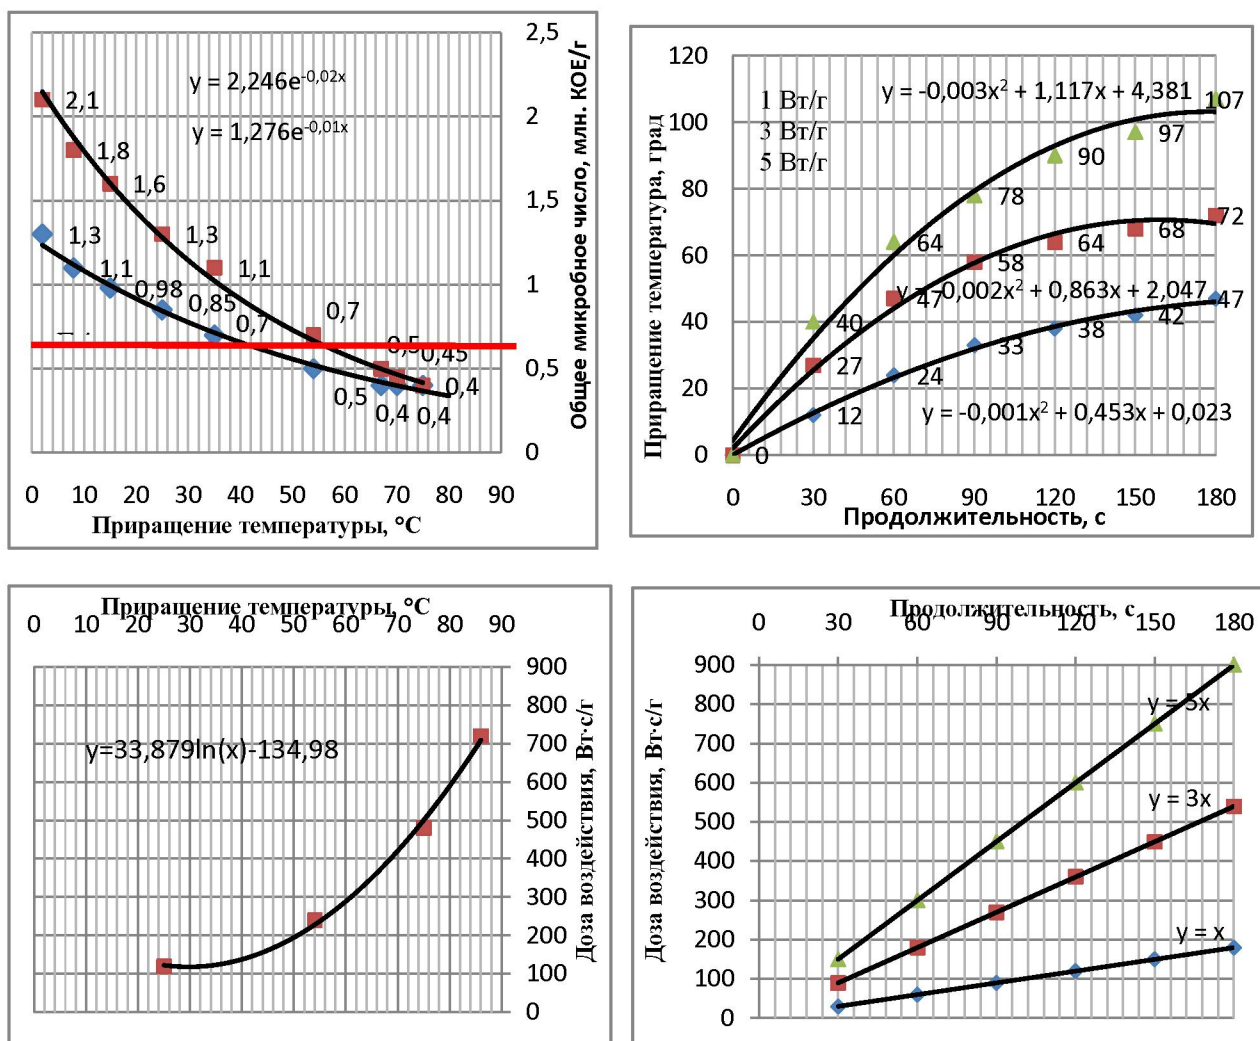 y = 2,246e-0,02x
y = 1,276e-0,01x
2,1
1,8
1,6
1,3
1,1
0,7
0,5
0,45
0,4
1,3
1,1
0,98
0,85
0,7
0,5
0,4
0,4
2,5
2
1,5
1
0,5
0
Общее микробное число, млн. КОЕ/г
0 10 20 30 40 50 60 70 80 90
Приращение температуры, °С
120
100
80
60
40
20
0
Приращение температура, град
1 Вт/г
3 Вт/г
5 Вт/г
y = -0,003x² + 1,117x + 4,381
107
97
90
78
64
40
72
68
64
58
47
27
y = -0,002x² + 0,863x + 2,047
47
42
38
33
24
12
0
y = -0,001x² + 0,453x + 0,023
0 30 60 90 120 150 180
Продолжительность, с
Приращение температуры, °С
0 10 20 30 40 50 60 70 80 90
y=33,879ln(x)-134,98
900
800
700
600
500
400
300
200
100
0
Доза воздействия, Вт·с/г
Продолжительность, с
0 30 60 90 120 150 180
900
800
700
600
500
400
300
200
100
0
Доза воздействия, Вт·с/г
y = 5x
y = 3x
y = x